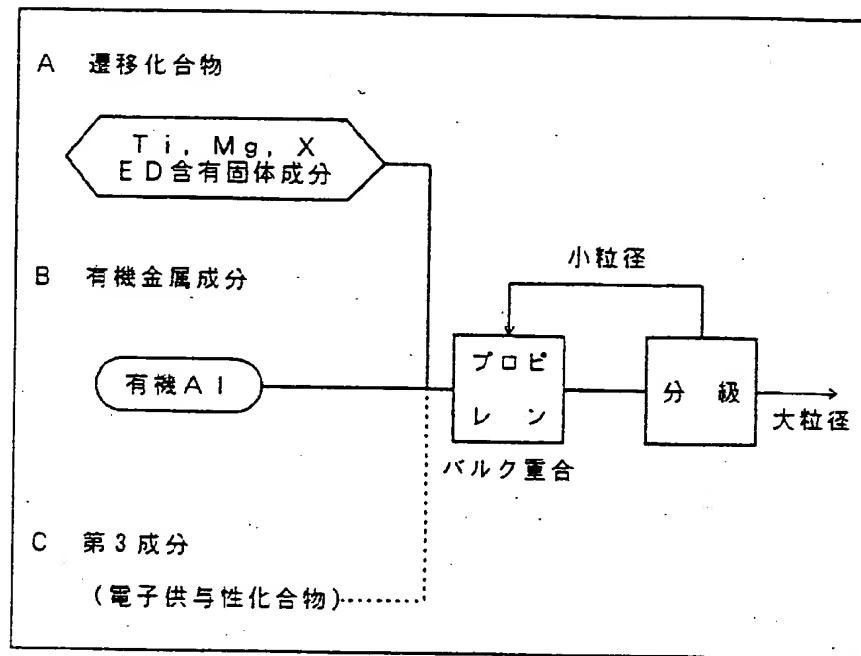 A 遷移化合物
Ti, Mg, X
ED含有固体成分
小粒径
B 有機金属成分
プロピ
レン
分級
有機Al
大粒径
バルク重合
C 第3成分
(電子供与性化合物)